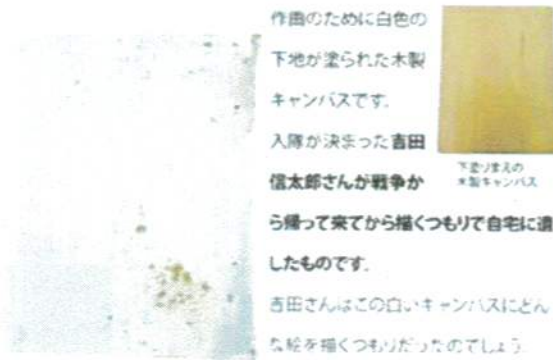 作画のために白色の
下地が塗られた木製
キャンバスです。
入隊が決まった吉田
信太郎さんが戦争か
ら帰って来てから描くつもりで自宅に遺
したものです。
吉田さんはこの白いキャンバスにどん
な絵を描くつもりだったのでしょう
下塗りまえの
木製キャンバス